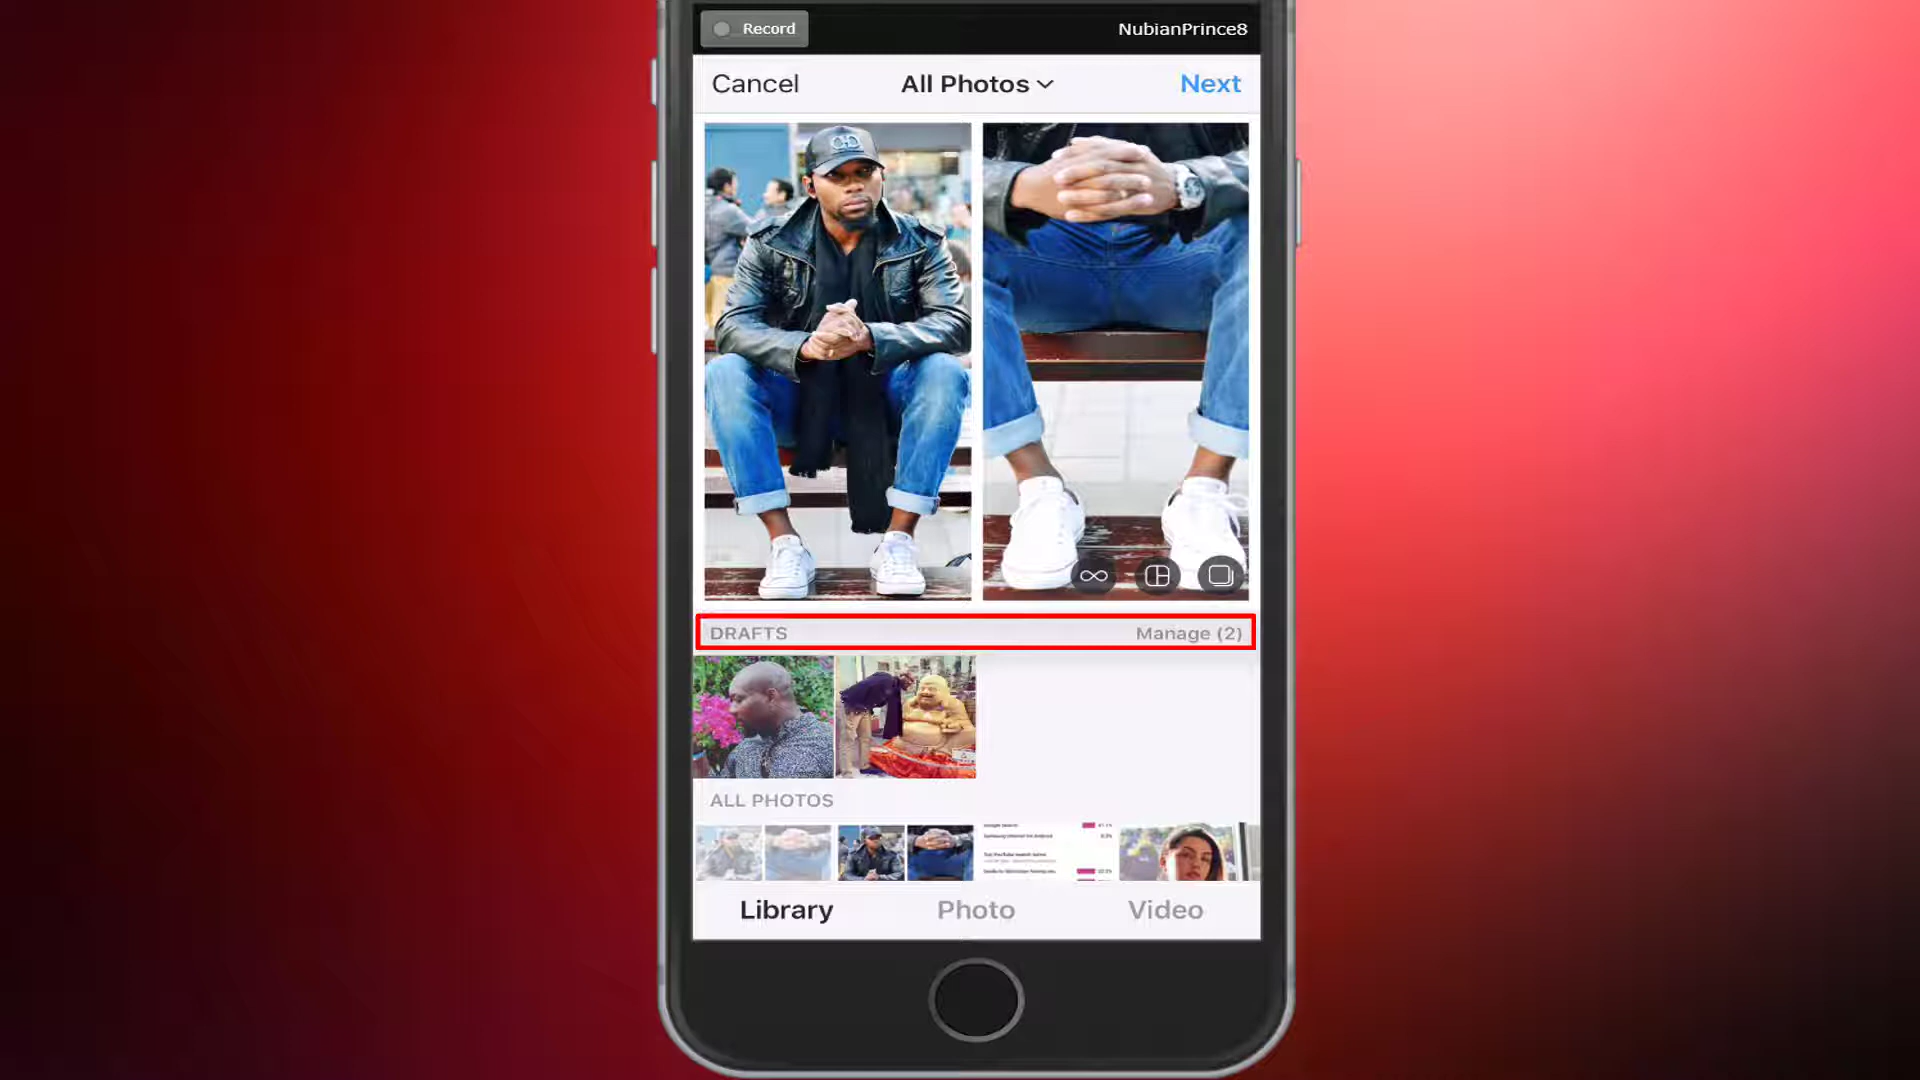 Record
NubianPrince8
Cancel
All Photos
Next
DRAFTS
Manage (2)
ALL PHOTOS
Library
Photo
Video